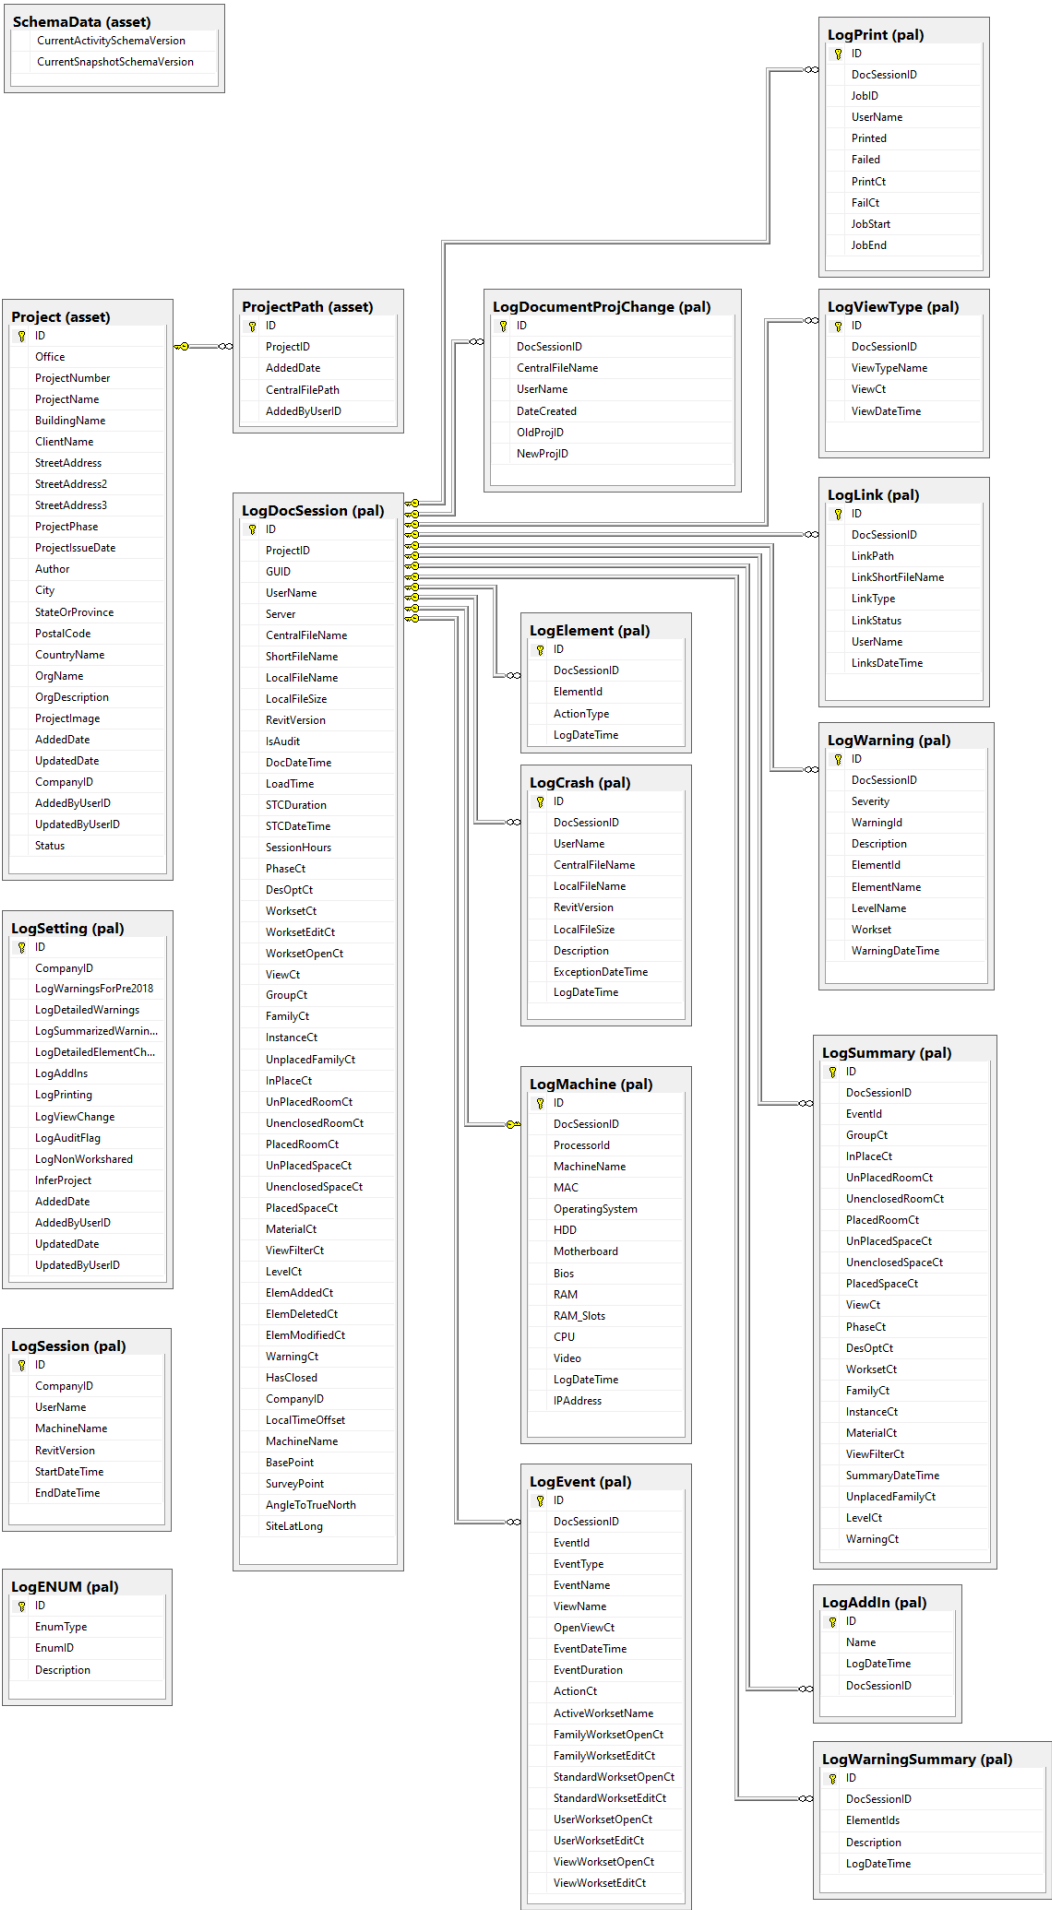 SchemaData (asset)
CurrentActivitySchemaVersion
CurrentSnapshotSchemaVersion
LogPrint (pal)
ID
DocSessionID
JobID
UserName
Printed
Failed
PrintCt
FailCt
JobStart
JobEnd
Project (asset)
ID
Office
ProjectNumber
ProjectName
BuildingName
ClientName
StreetAddress
StreetAddress2
StreetAddress3
ProjectPhase
ProjectIssueDate
Author
City
StateOrProvince
PostalCode
CountryName
OrgName
OrgDescription
ProjectImage
AddedDate
UpdatedDate
CompanyID
AddedByUserID
UpdatedByUserID
Status
ProjectPath (asset)
ID
ProjectID
AddedDate
CentralFilePath
AddedByUserID
LogDocumentProjChange (pal)
ID
DocSessionID
CentralFileName
UserName
DateCreated
OldProjID
NewProjID
LogViewType (pal)
ID
DocSessionID
ViewTypeName
ViewCt
ViewDateTime
LogDocSession (pal)
ID
ProjectID
GUID
UserName
Server
CentralFileName
ShortFileName
LocalFileName
LocalFileSize
RevitVersion
IsAudit
DocDateTime
LoadTime
STCDuration
STCDateTime
SessionHours
PhaseCt
DesOptCt
WorksetCt
WorksetEditCt
WorksetOpenCt
ViewCt
GroupCt
FamilyCt
InstanceCt
UnplacedFamilyCt
InPlaceCt
UnPlacedRoomCt
UnenclosedRoomCt
PlacedRoomCt
UnPlacedSpaceCt
UnenclosedSpaceCt
PlacedSpaceCt
MaterialCt
ViewFilterCt
LevelCt
ElemAddedCt
ElemDeletedCt
ElemModifiedCt
WarningCt
HasClosed
CompanyID
LocalTimeOffset
MachineName
BasePoint
SurveyPoint
AngleToTrueNorth
SiteLatLong
LogLink (pal)
ID
DocSessionID
LinkPath
LinkShortFileName
LinkType
LinkStatus
UserName
LinksDateTime
LogElement (pal)
ID
DocSessionID
ElementId
ActionType
LogDateTime
LogWarning (pal)
ID
DocSessionID
Severity
WarningId
Description
ElementId
ElementName
LevelName
Workset
WarningDateTime
LogCrash (pal)
ID
DocSessionID
UserName
CentralFileName
LocalFileName
RevitVersion
LocalFileSize
Description
ExceptionDateTime
LogDateTime
LogSetting (pal)
ID
CompanyID
LogWarningsForPre2018
LogDetailedWarnings
LogSummarizedWarnin...
LogDetailedElementCh...
LogAddIns
LogPrinting
LogViewChange
LogAuditFlag
LogNonWorkshared
InferProject
AddedDate
AddedByUserID
UpdatedDate
UpdatedByUserID
LogMachine (pal)
ID
DocSessionID
ProcessorId
MachineName
MAC
OperatingSystem
HDD
Motherboard
Bios
RAM
RAM_Slots
CPU
Video
LogDateTime
IPAddress
LogSummary (pal)
ID
DocSessionID
EventId
GroupCt
InPlaceCt
UnPlacedRoomCt
UnenclosedRoomCt
PlacedRoomCt
UnPlacedSpaceCt
UnenclosedSpaceCt
PlacedSpaceCt
ViewCt
PhaseCt
DesOptCt
WorksetCt
FamilyCt
InstanceCt
MaterialCt
ViewFilterCt
SummaryDateTime
UnplacedFamilyCt
LevelCt
WarningCt
LogSession (pal)
ID
CompanyID
UserName
MachineName
RevitVersion
StartDateTime
EndDateTime
LogENUM (pal)
ID
EnumType
EnumID
Description
LogEvent (pal)
ID
DocSessionID
EventId
EventType
EventName
ViewName
OpenViewCt
EventDateTime
EventDuration
ActionCt
ActiveWorksetName
FamilyWorksetOpenCt
FamilyWorksetEditCt
StandardWorksetOpenCt
StandardWorksetEditCt
UserWorksetOpenCt
UserWorksetEditCt
ViewWorksetOpenCt
ViewWorksetEditCt
LogAddIn (pal)
ID
Name
LogDateTime
DocSessionID
LogWarningSummary (pal)
ID
DocSessionID
ElementIds
Description
LogDateTime